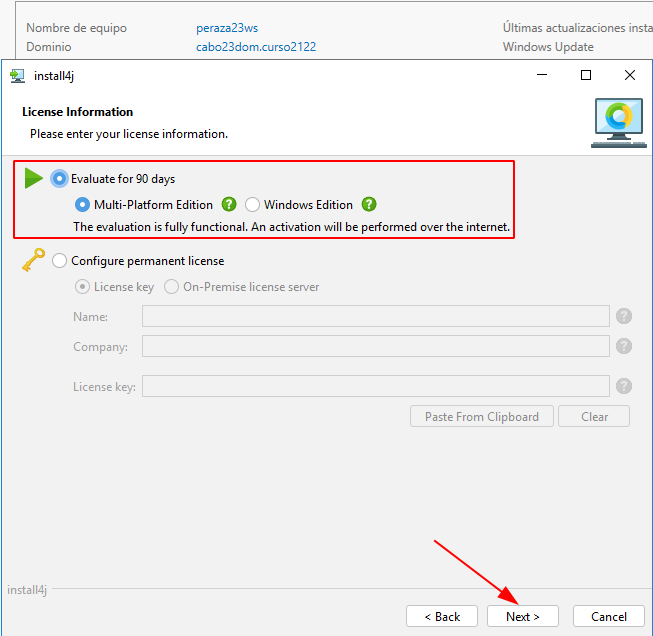 Nombre de equipo peraza23ws Últimas actualizaciones insta
Dominio cabo23dom.curso2122 Windows Update
install4j
License Information
Please enter your license information.
Evaluate for 90 days
Multi-Platform Edition ? Windows Edition ?
The evaluation is fully functional. An activation will be performed over the internet.
Configure permanent license
License key On-Premise license server
Name: ?
Company: ?
License key: ?
Paste From Clipboard Clear
install4j
< Back Next > Cancel